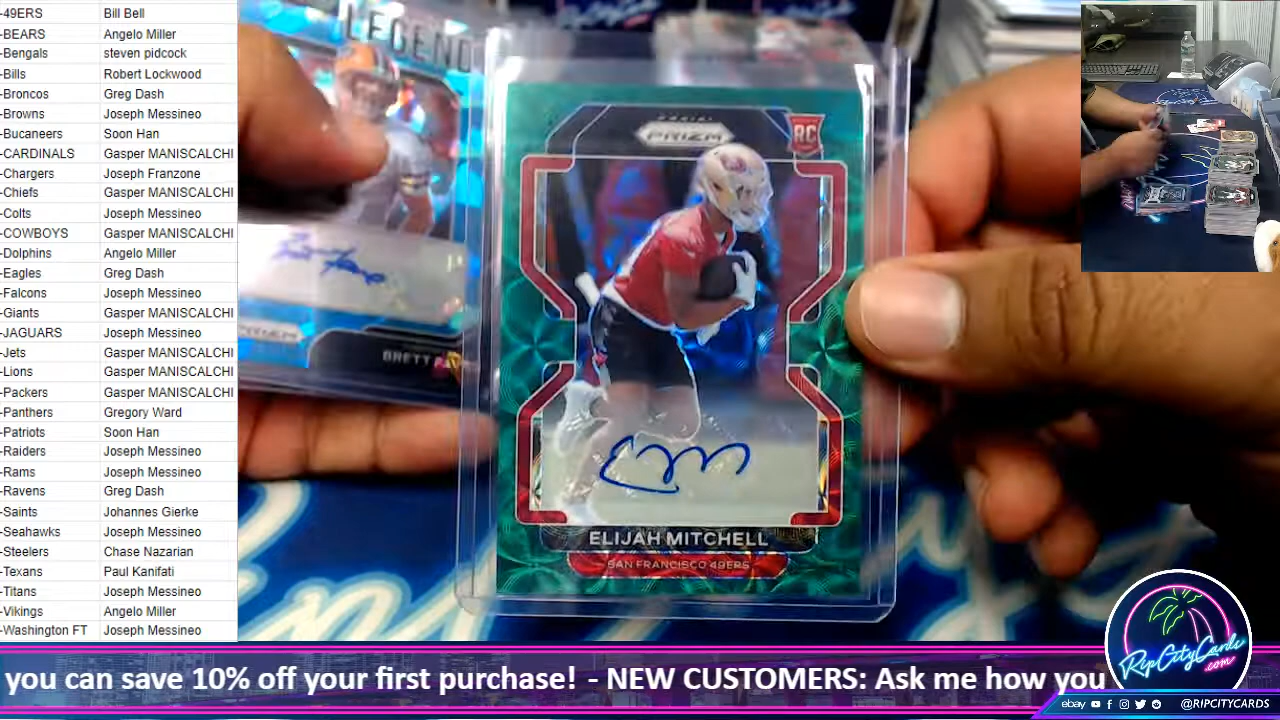 -49ERS Bill Bell
-BEARS Angelo Miller
-Bengals steven pidcock
-Bills Robert Lockwood
-Broncos Greg Dash
-Browns Joseph Messineo
-Bucaneers Soon Han
-CARDINALS Gasper MANISCALCHI
-Chargers Joseph Franzone
-Chiefs Gasper MANISCALCHI
-Colts Joseph Messineo
-COWBOYS Gasper MANISCALCHI
-Dolphins Angelo Miller
-Eagles Greg Dash
-Falcons Joseph Messineo
-Giants Gasper MANISCALCHI
-JAGUARS Joseph Messineo
-Jets Gasper MANISCALCHI
-Lions Gasper MANISCALCHI
-Packers Gasper MANISCALCHI
-Panthers Gregory Ward
-Patriots Soon Han
-Raiders Joseph Messineo
-Rams Joseph Messineo
-Ravens Greg Dash
-Saints Johannes Gierke
-Seahawks Joseph Messineo
-Steelers Chase Nazarian
-Texans Paul Kanifati
-Titans Joseph Messineo
-Vikings Angelo Miller
-Washington FT Joseph Messineo
LEGEND
PRIZM
BRETT
PANINI
PRIZM
RC
ELIJAH MITCHELL
SAN FRANCISCO 49ERS
you can save 10% off your first purchase! - NEW CUSTOMERS: Ask me how you
RipCityCards
.com
ebay @RIPCITYCARDS